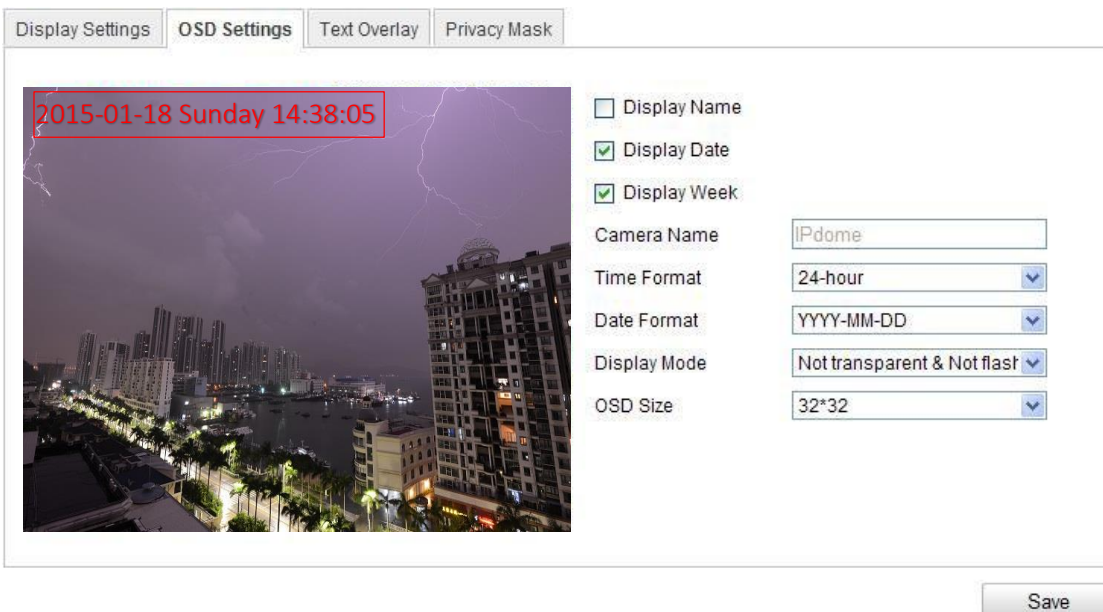 Display Settings
OSD Settings
Text Overlay
Privacy Mask
2015-01-18 Sunday 14:38:05
Display Name
Display Date
Display Week
Camera Name IPdome
Time Format 24-hour
Date Format YYYY-MM-DD
Display Mode Not transparent & Not flash
OSD Size 32*32
Save